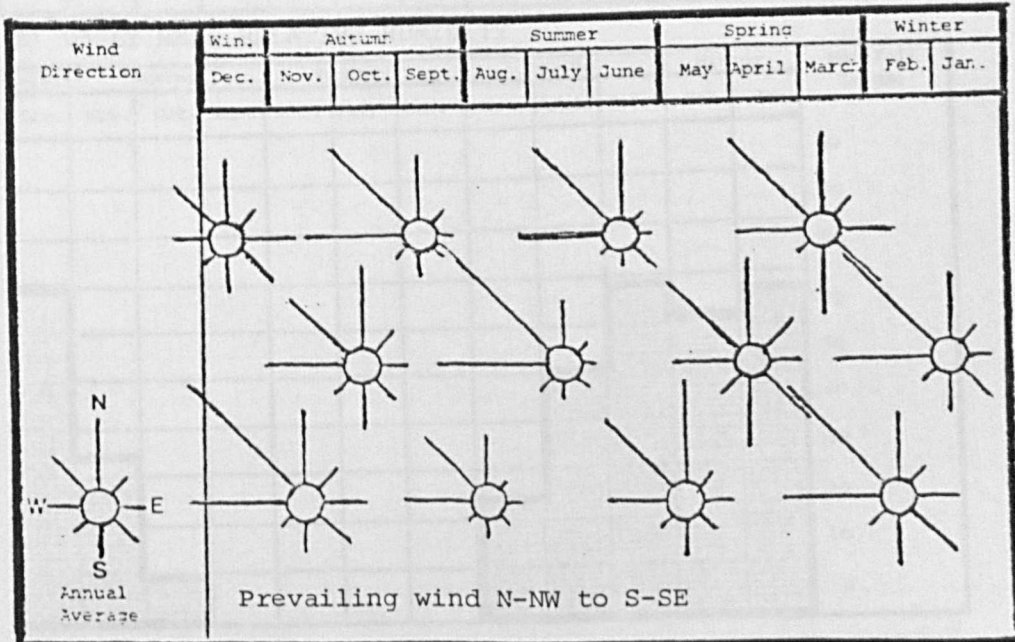 Wind Direction
Win. Autumn Summer Spring Winter
Dec. Nov. Oct. Sept. Aug. July June May April March Feb. Jan.
N
W E
S
Annual
Average
Prevailing wind N-NW to S-SE